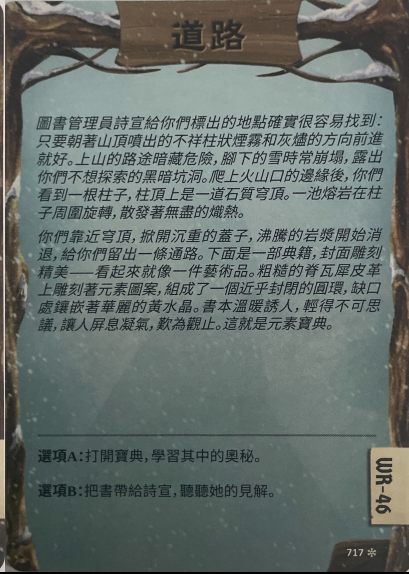 道路
圖書管理員詩宣給你們標出的地點確實很容易找到：
只要朝著山頂噴出的不祥柱狀煙霧和灰燼的方向前進
就好。上山的路途暗藏危險，腳下的雪時常崩塌，露出
你們不想探索的黑暗坑洞。爬上火山口的邊緣後，你們
看到一根柱子，柱頂上是一道石質穹頂。一池熔岩在柱
子周圍旋轉，散發著無盡的熾熱。
你們靠近穹頂，掀開沉重的蓋子，沸騰的岩漿開始消
退，給你們留出一條通路。下面是一部典籍，封面雕刻
精美——看起來就像一件藝術品。粗糙的脊瓦犀皮革
上雕刻著元素圖案，組成了一個近乎封閉的圓環，缺口
處鑲嵌著華麗的黃水晶。書本溫暖誘人，輕得不可思
議，讓人屏息凝氣，歎為觀止。這就是元素寶典。
選項A：打開寶典，學習其中的奧秘。
選項B：把書帶給詩宣，聽聽她的見解。
WR-46
717